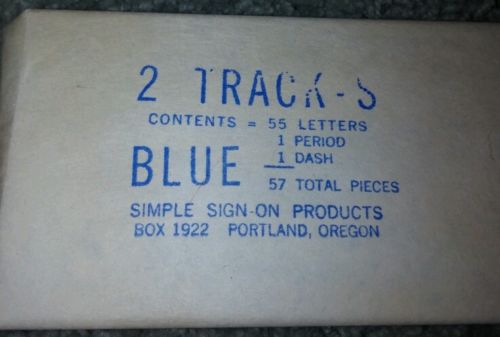 2 TRACK-S
CONTENTS = 55 LETTERS
1 PERIOD
1 DASH
BLUE 57 TOTAL PIECES
SIMPLE SIGN-ON PRODUCTS
BOX 1922 PORTLAND, OREGON